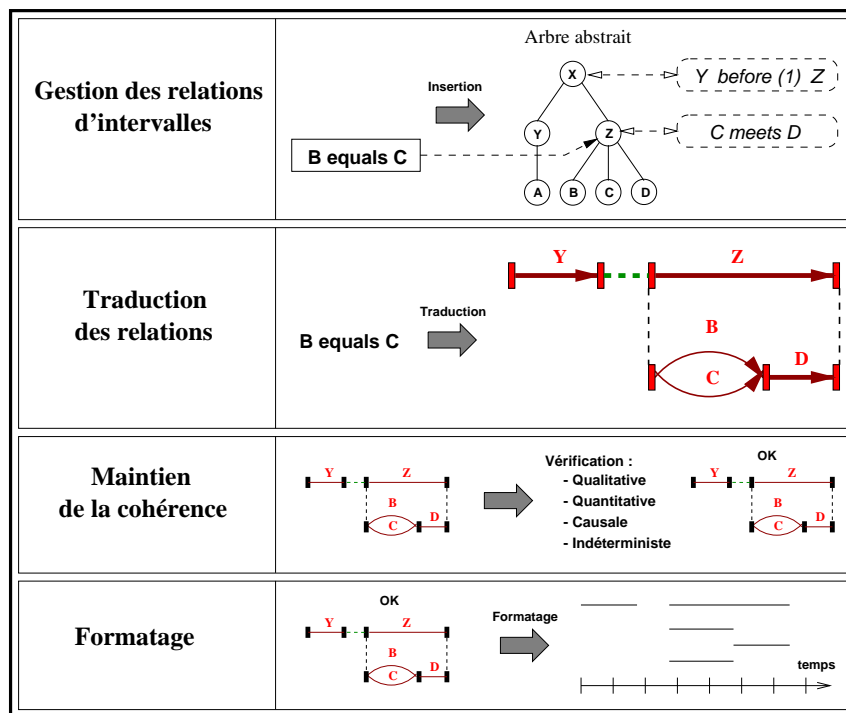 Gestion des relations
d'intervalles
Arbre abstrait
Insertion
X
Y before (1) Z
Y
Z
C meets D
B equals C
A
B
C
D
Traduction
des relations
B equals C
Traduction
Y
Z
B
C
D
Maintien
de la cohérence
Y
Z
B
C
D
Vérification :
- Qualitative
- Quantitative
- Causale
- Indéterministe
OK
Y
Z
B
C
D
Formatage
OK
Y
Z
B
C
D
Formatage
temps